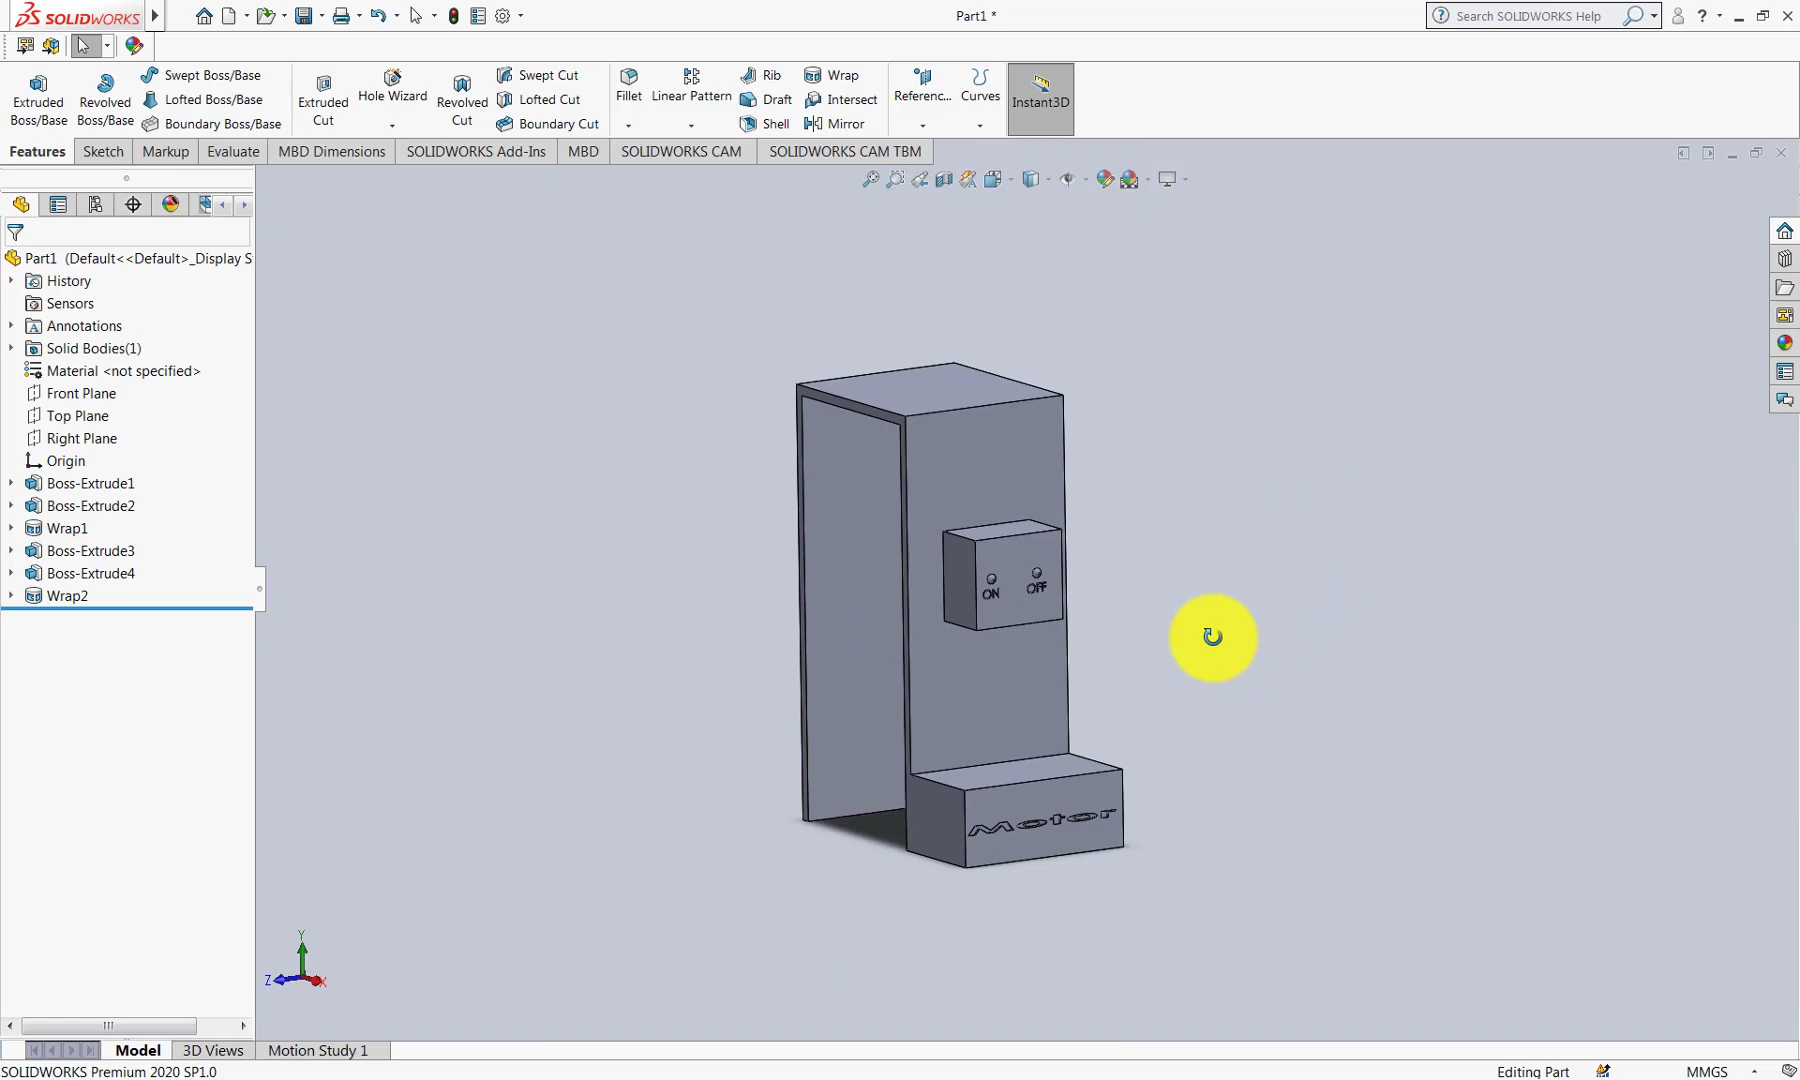 SOLIDWORKS
Part1 *
Search SOLIDWORKS Help
Extruded Boss/Base
Revolved Boss/Base
Swept Boss/Base
Lofted Boss/Base
Boundary Boss/Base
Extruded Cut
Hole Wizard
Revolved Cut
Swept Cut
Lofted Cut
Boundary Cut
Fillet
Linear Pattern
Rib
Draft
Shell
Wrap
Intersect
Mirror
Referenc...
Curves
Instant3D
Features
Sketch
Markup
Evaluate
MBD Dimensions
SOLIDWORKS Add-Ins
MBD
SOLIDWORKS CAM
SOLIDWORKS CAM TBM
Part1 (Default<<Default>_Display S
History
Sensors
Annotations
Solid Bodies(1)
Material <not specified>
Front Plane
Top Plane
Right Plane
Origin
Boss-Extrude1
Boss-Extrude2
Wrap1
Boss-Extrude3
Boss-Extrude4
Wrap2
ON
OFF
Motor
Y
Z
X
Model
3D Views
Motion Study 1
SOLIDWORKS Premium 2020 SP1.0
Editing Part
MMGS